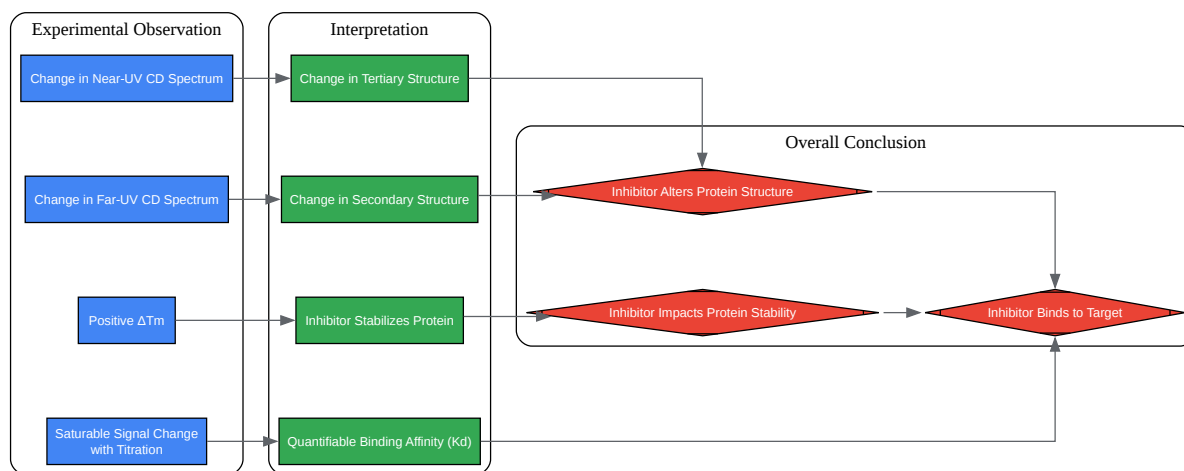 Experimental Observation
Interpretation
Change in Near-UV CD Spectrum
Change in Tertiary Structure
Overall Conclusion
Change in Far-UV CD Spectrum
Change in Secondary Structure
Inhibitor Alters Protein Structure
Positive ΔTm
Inhibitor Stabilizes Protein
Inhibitor Impacts Protein Stability
Inhibitor Binds to Target
Saturable Signal Change
with Titration
Quantifiable Binding Affinity (Kd)